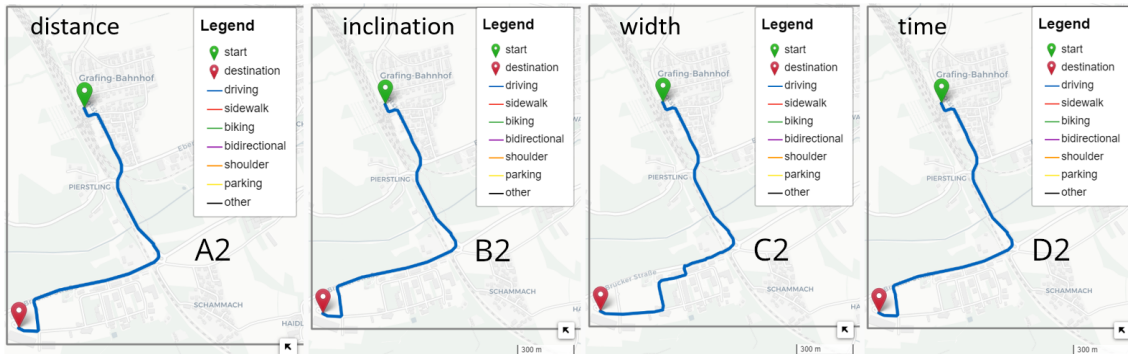 distance
Legend
start
destination
driving
sidewalk
biking
bidirectional
shoulder
parking
other
Grafing-Bahnhof
PIERSTLING
A2
SCHAMMACH
inclination
Legend
start
destination
driving
sidewalk
biking
bidirectional
shoulder
parking
other
Grafing-Bahnhof
PIERSTLING
B2
SCHAMMACH
300 m
width
Legend
start
destination
driving
sidewalk
biking
bidirectional
shoulder
parking
other
Grafing-Bahnhof
PIERSTLING
C2
SCHAMMACH
300 m
time
Legend
start
destination
driving
sidewalk
biking
bidirectional
shoulder
parking
other
Grafing-Bahnhof
PIERSTLING
D2
SCHAMMACH
300 m